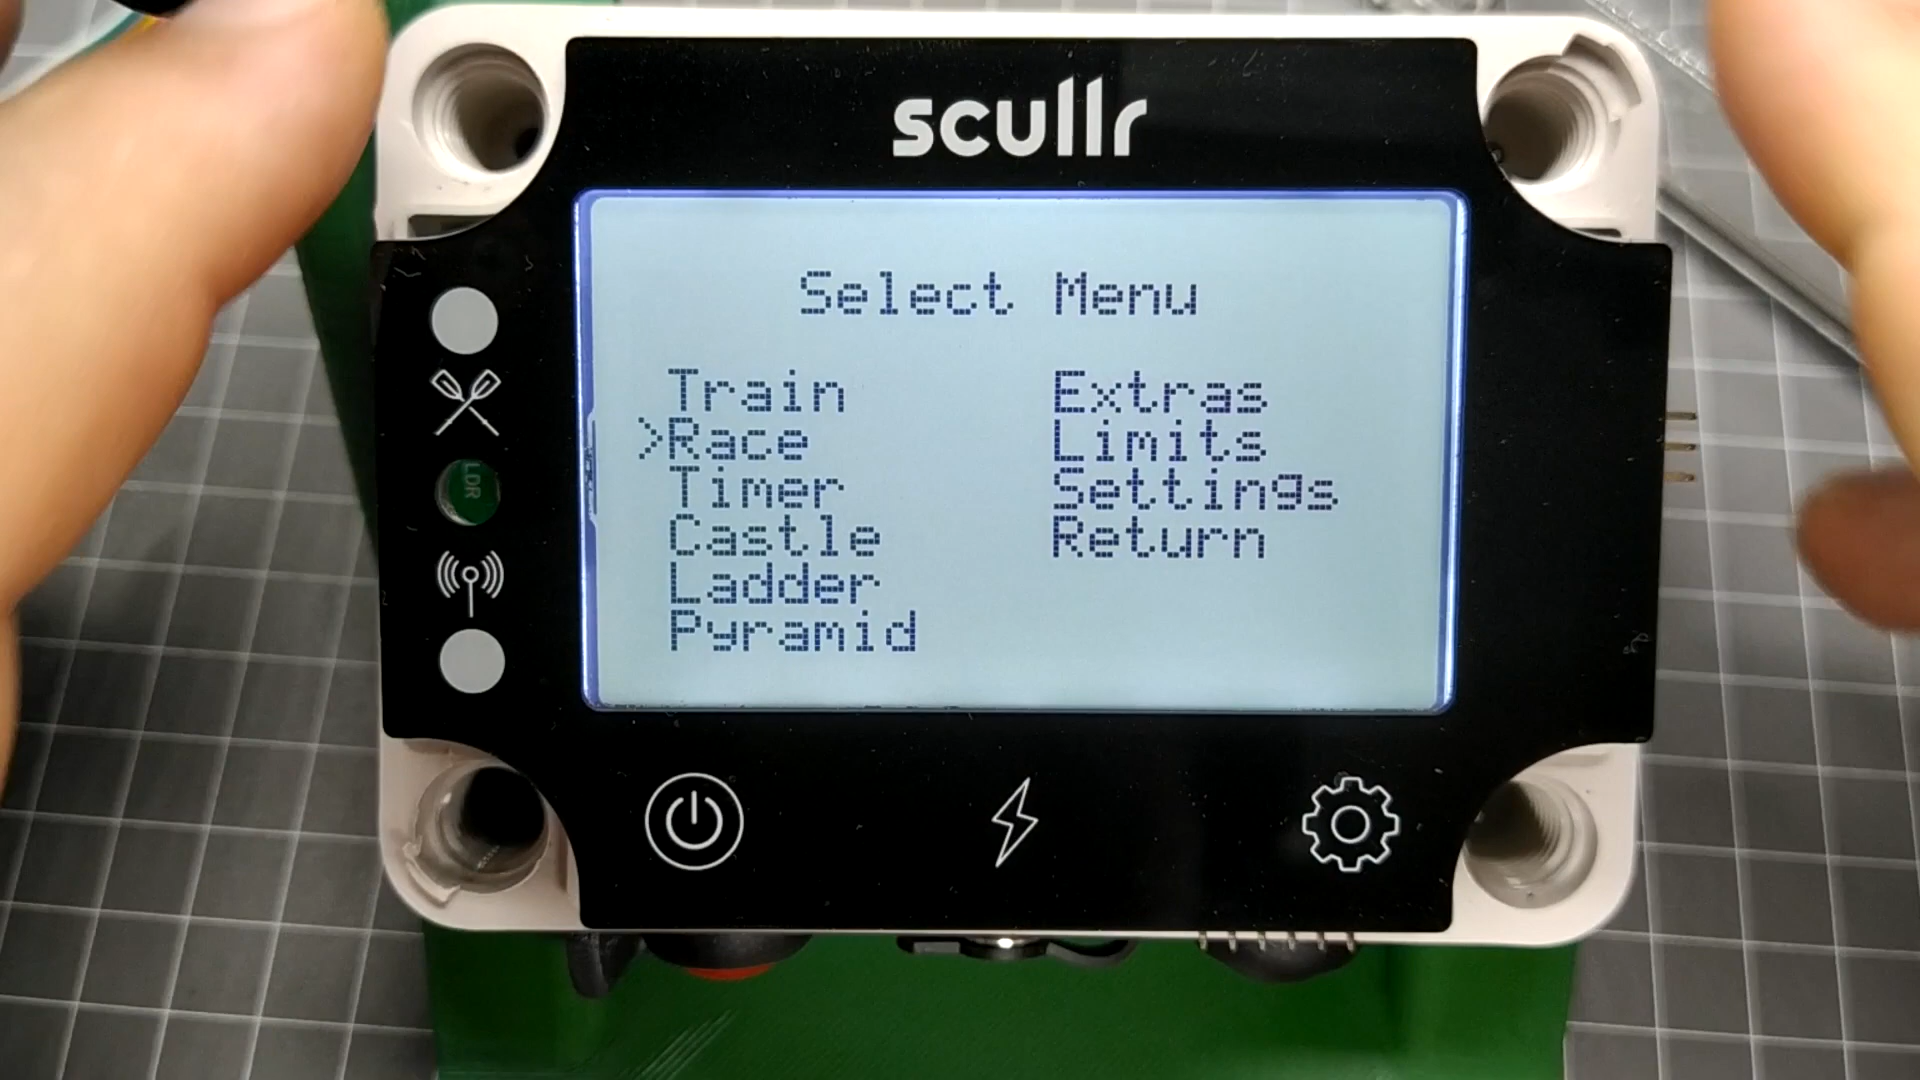 scullr
Select Menu
Train
>Race
Timer
Castle
Ladder
Pyramid
Extras
Limits
Settings
Return
LDR